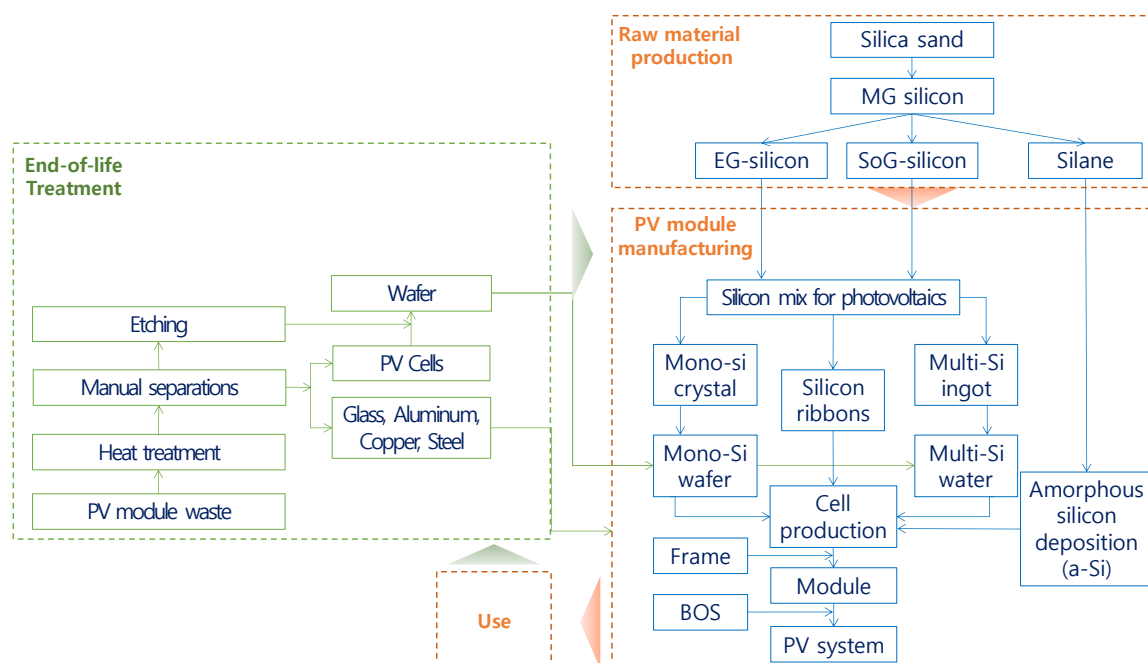 Raw material
production
Silica sand
MG silicon
EG-silicon
SoG-silicon
Silane
End-of-life
Treatment
Wafer
Etching
PV Cells
Manual separations
Glass, Aluminum,
Copper, Steel
Heat treatment
PV module waste
PV module
manufacturing
Silicon mix for photovoltaics
Mono-si
crystal
Silicon
ribbons
Multi-Si
ingot
Mono-Si
wafer
Multi-Si
water
Cell
production
Amorphous
silicon
deposition
(a-Si)
Frame
Module
BOS
PV system
Use